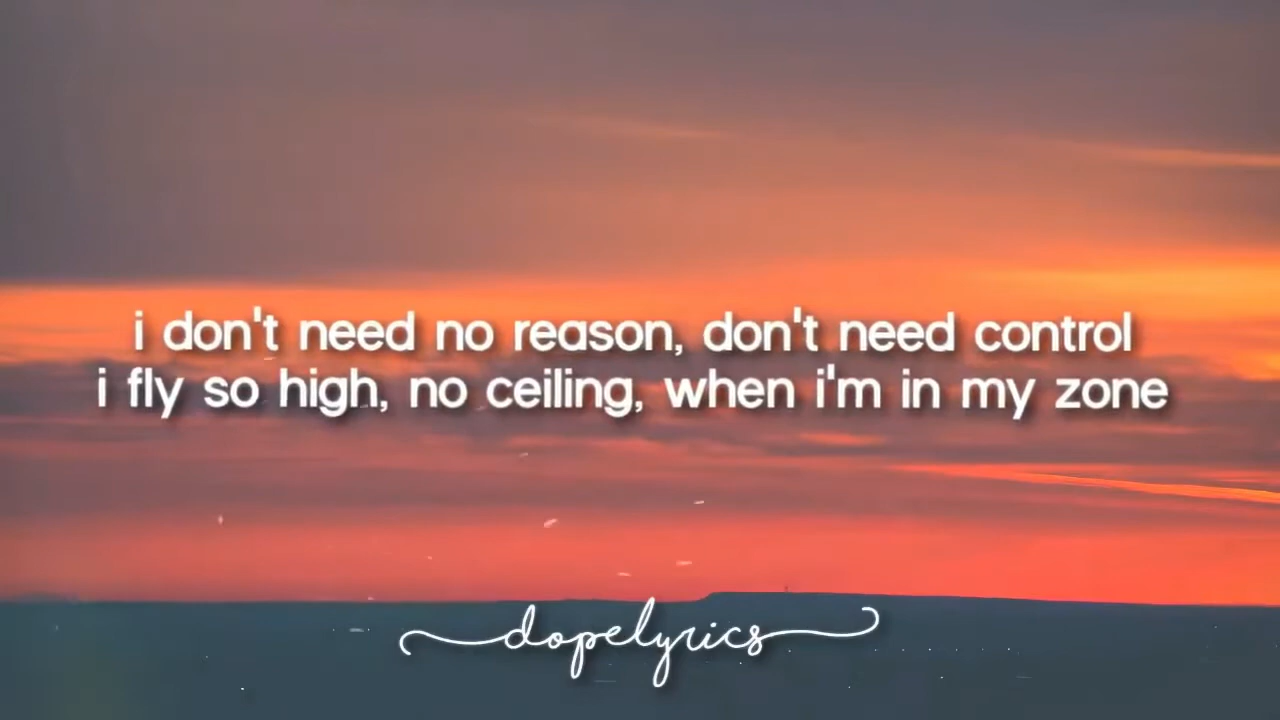 i don't need no reason, don't need control
i fly so high, no ceiling, when i'm in my zone
dopelyrics